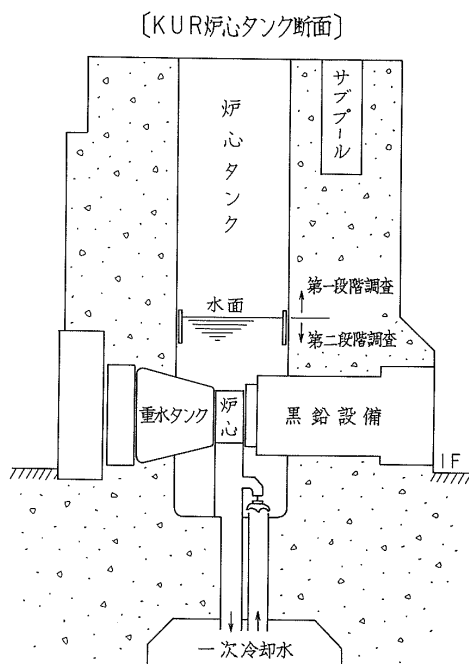 〔KUR炉心タンク断面〕
サブプール
炉心タンク
第一段階調査
水面
第二段階調査
重水タンク
炉心
黒鉛設備
1F
一次冷却水